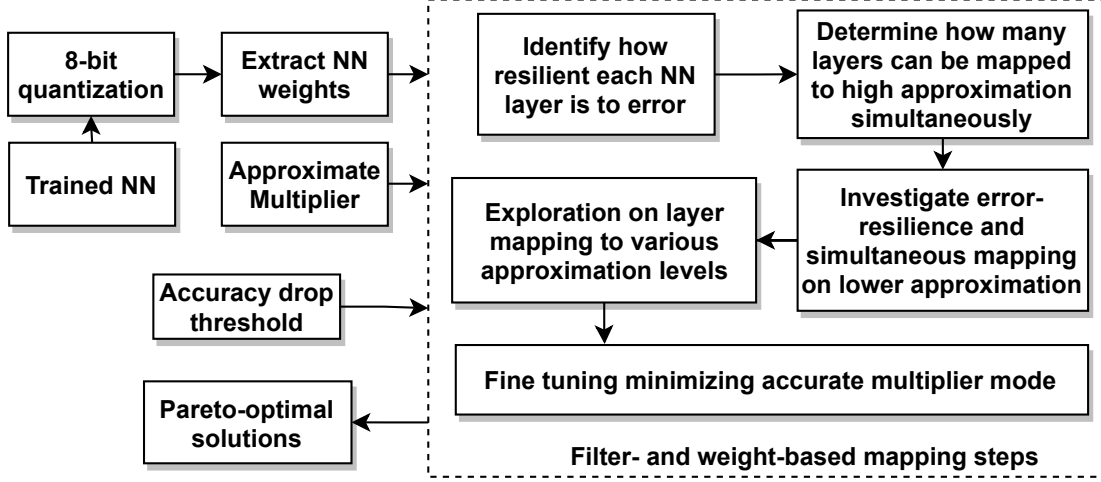 8-bit
quantization
Extract NN
weights
Trained NN
Approximate
Multiplier
Accuracy drop
threshold
Pareto-optimal
solutions
Identify how
resilient each NN
layer is to error
Determine how many
layers can be mapped
to high approximation
simultaneously
Investigate error-
resilience and
simultaneous mapping
on lower approximation
Exploration on layer
mapping to various
approximation levels
Fine tuning minimizing accurate multiplier mode
Filter- and weight-based mapping steps